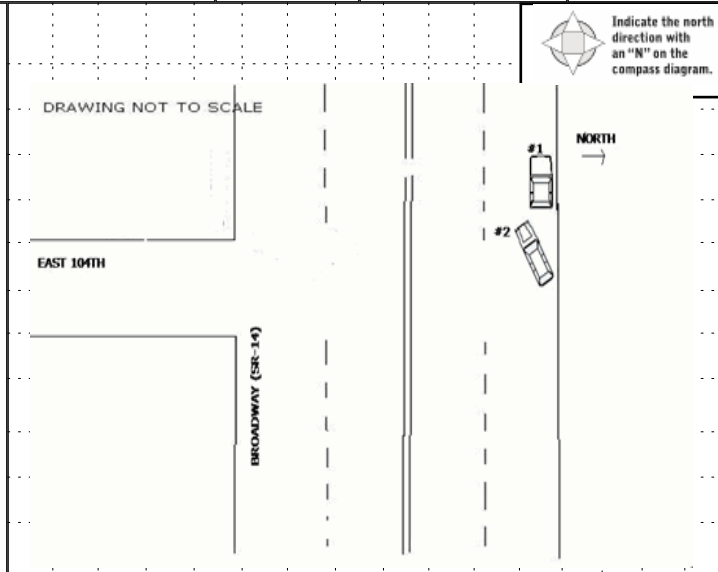 Indicate the north
direction with
an “N” on the
compass diagram.
DRAWING NOT TO SCALE
NORTH
#1
#2
EAST 104TH
BROADWAY (SR-14)